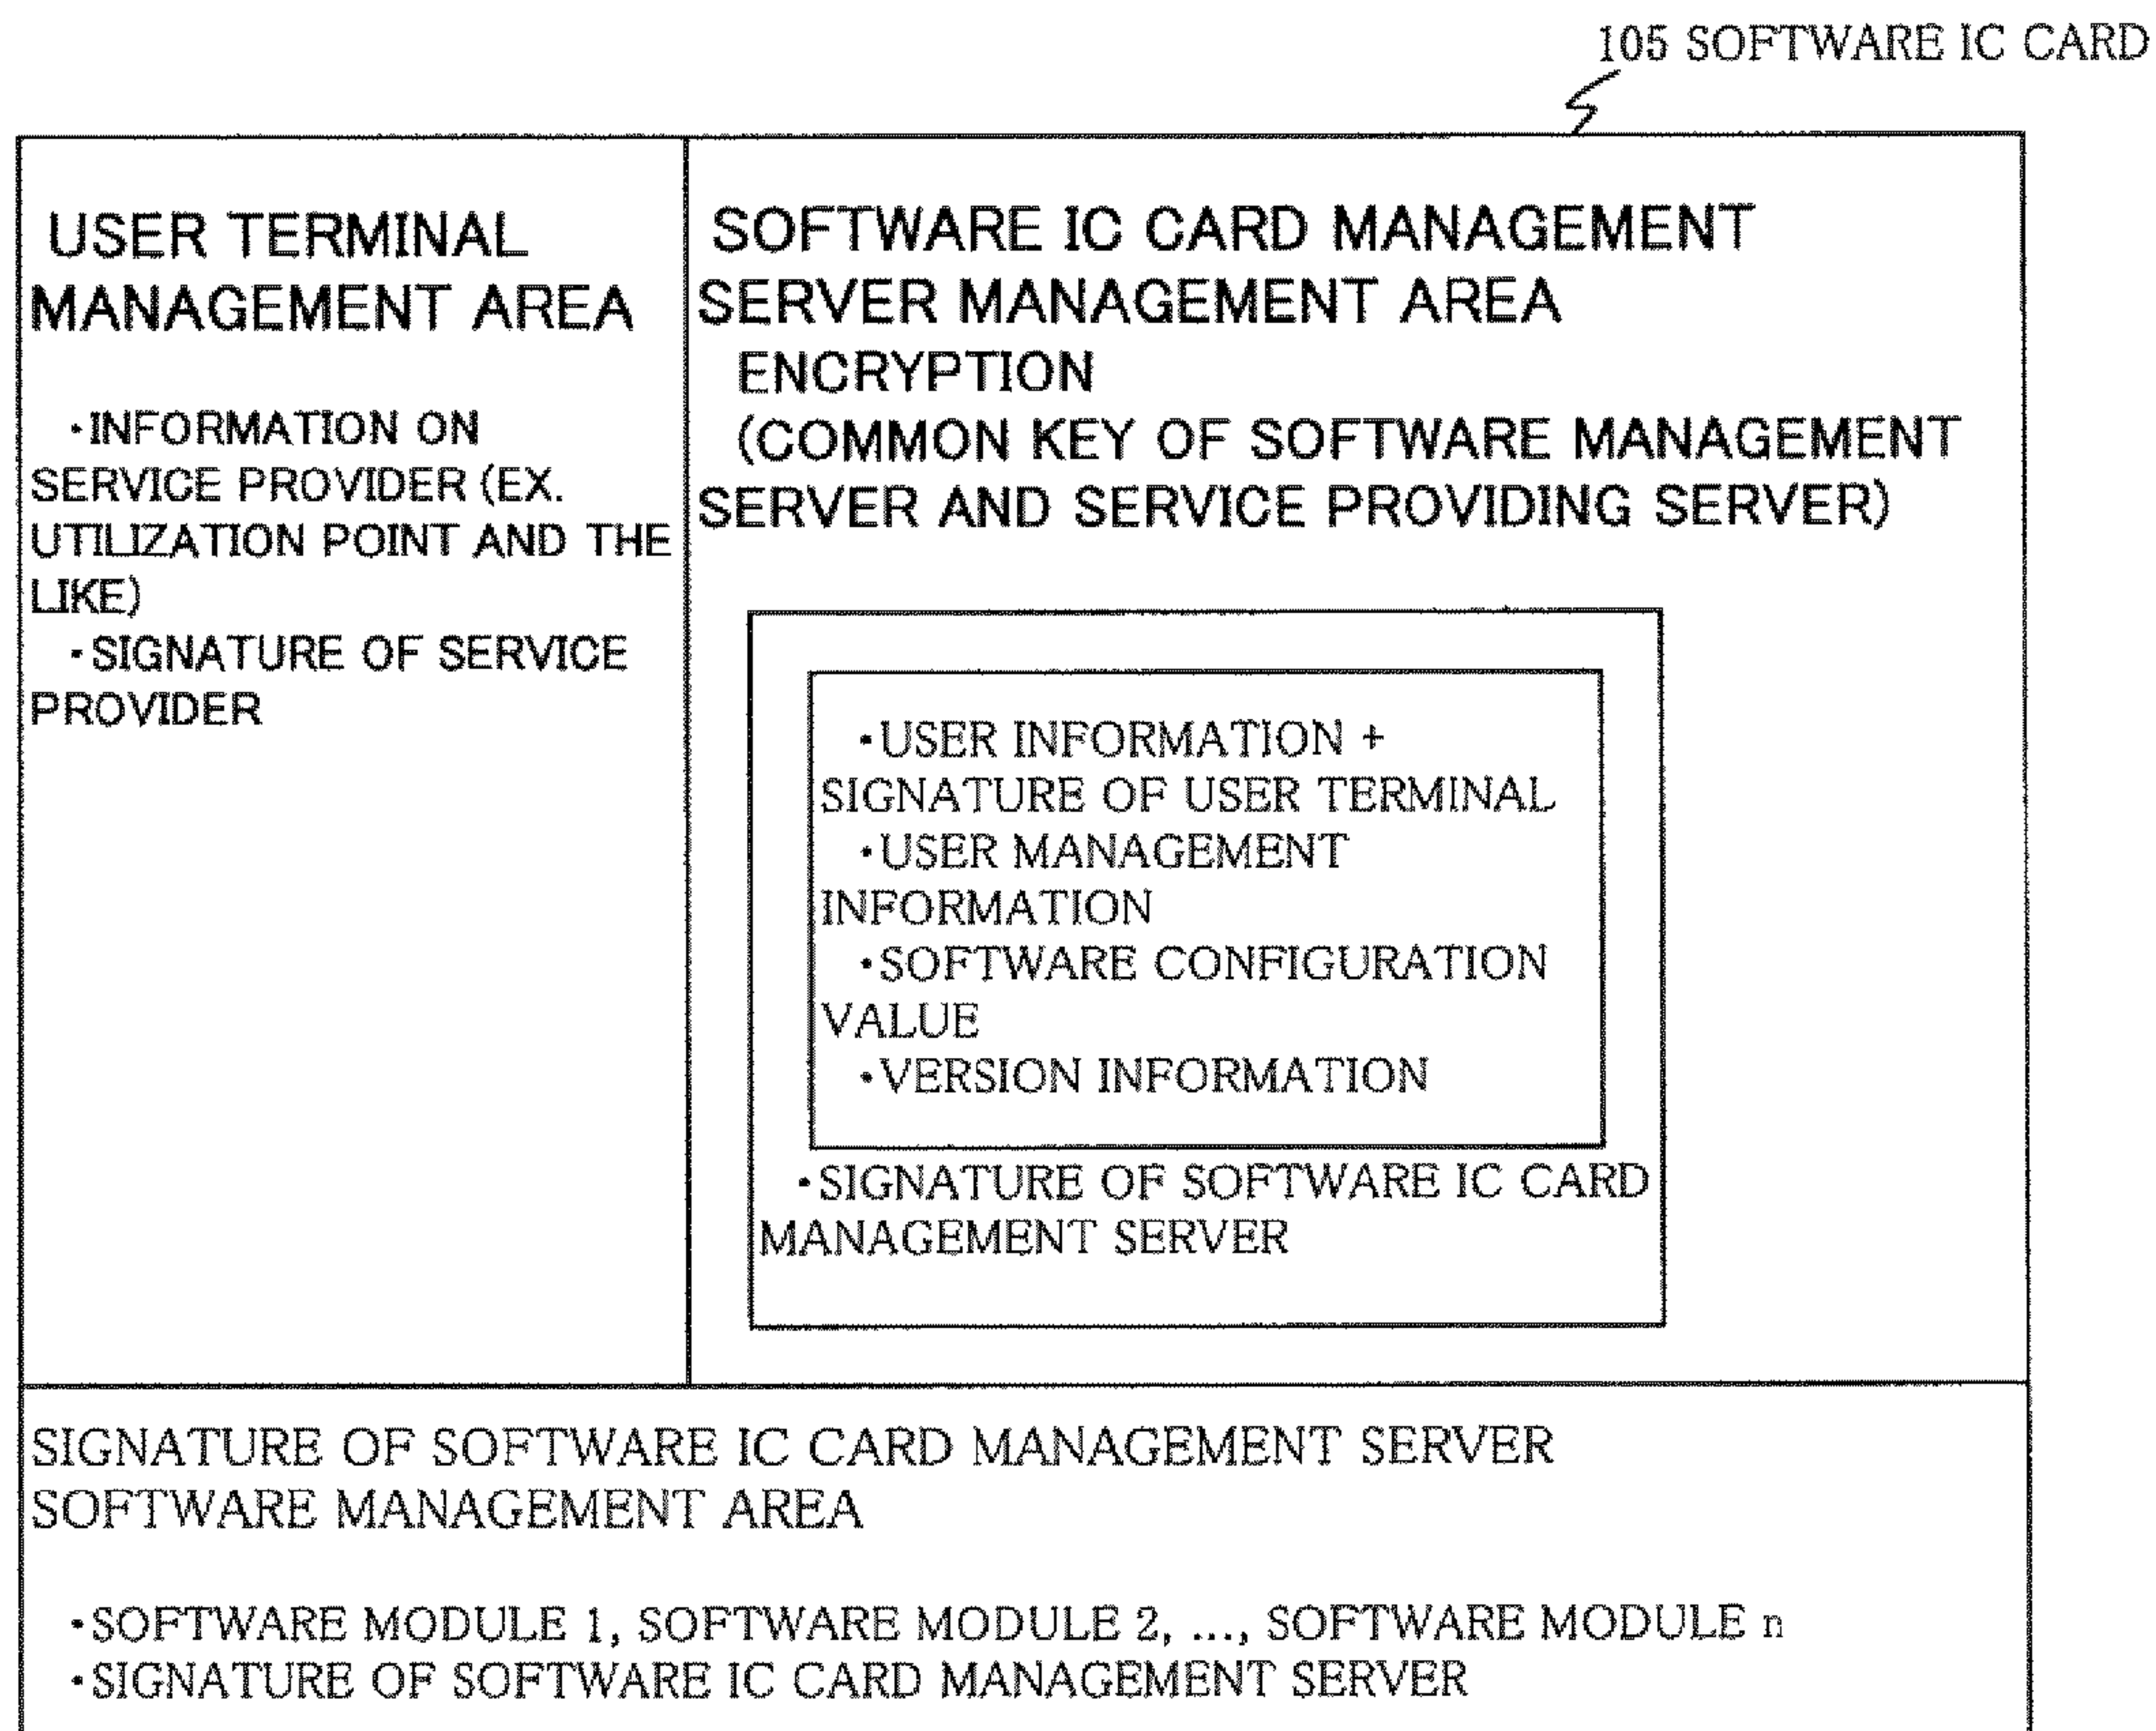 105 SOFTWARE IC CARD
USER TERMINAL
MANAGEMENT AREA
・INFORMATION ON
SERVICE PROVIDER (EX.
UTILIZATION POINT AND THE
LIKE)
・SIGNATURE OF SERVICE
PROVIDER
SOFTWARE IC CARD MANAGEMENT
SERVER MANAGEMENT AREA
ENCRYPTION
(COMMON KEY OF SOFTWARE MANAGEMENT
SERVER AND SERVICE PROVIDING SERVER)
・USER INFORMATION +
SIGNATURE OF USER TERMINAL
・USER MANAGEMENT
INFORMATION
・SOFTWARE CONFIGURATION
VALUE
・VERSION INFORMATION
・SIGNATURE OF SOFTWARE IC CARD
MANAGEMENT SERVER
SIGNATURE OF SOFTWARE IC CARD MANAGEMENT SERVER
SOFTWARE MANAGEMENT AREA
・SOFTWARE MODULE 1, SOFTWARE MODULE 2, ..., SOFTWARE MODULE n
・SIGNATURE OF SOFTWARE IC CARD MANAGEMENT SERVER